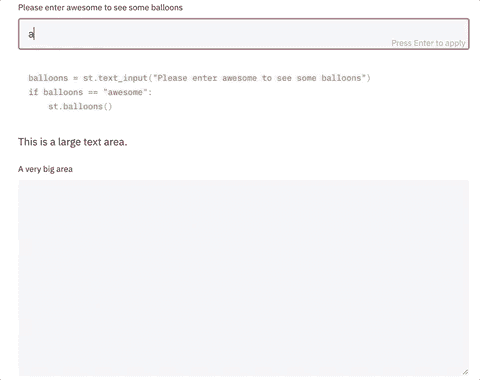 Please enter awesome to see some balloons
a
Press Enter to apply
balloons = st.text_input("Please enter awesome to see some balloons")
if balloons == "awesome":
    st.balloons()
This is a large text area.
A very big area